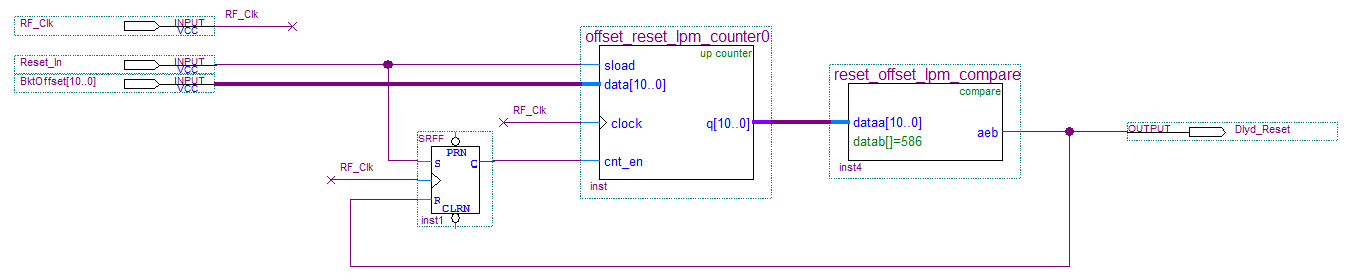 RF_Clk
INPUT
VCC
RF_Clk
offset_reset_lpm_counter0
up counter
Reset_In
INPUT
VCC
sload
BktOffset[10..0]
INPUT
VCC
data[10..0]
reset_offset_lpm_compare
compare
RF_Clk
clock
q[10..0]
dataa[10..0]
aeb
OUTPUT
Dlyd_Reset
datab[]=586
SRFF
PRN
S
Q
cnt_en
RF_Clk
inst4
R
CLRN
inst
inst1